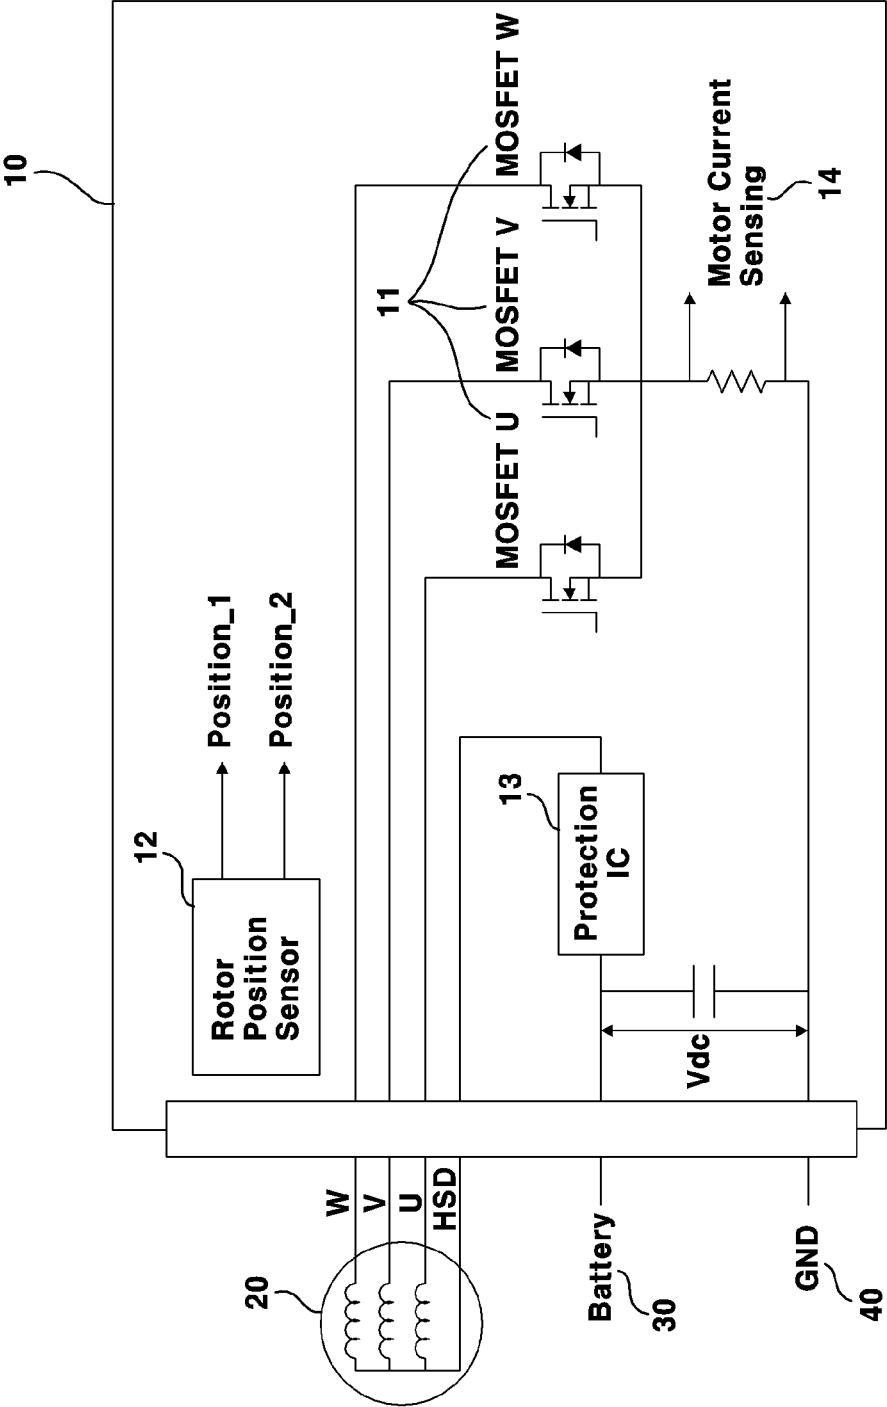 10
12
Rotor
Position
Sensor
Position_1
Position_2
11
MOSFET U
MOSFET V
MOSFET W
20
W
V
U
HSD
13
Protection
IC
Motor Current
Sensing
14
Battery
30
Vdc
GND
40